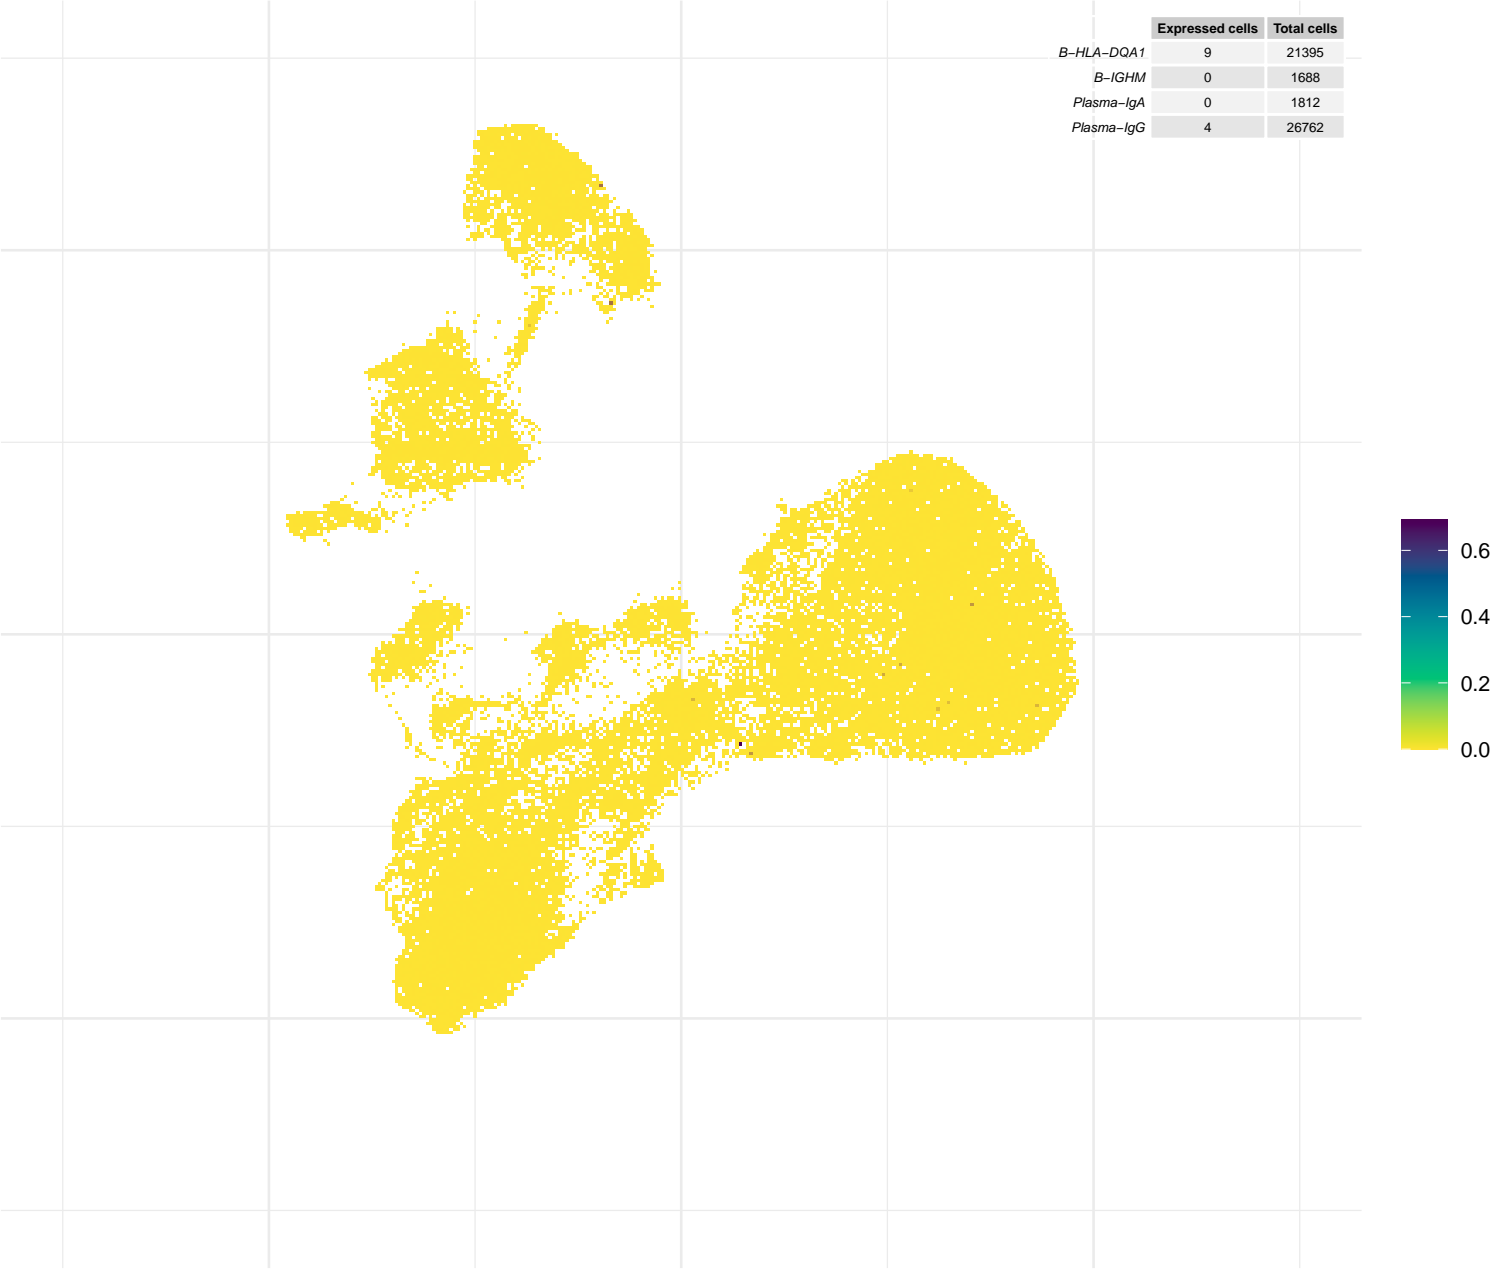 Expressed cells Total cells
B−HLA−DQA1 9 21395
B−IGHM 0 1688
Plasma−IgA 0 1812
Plasma−IgG 4 26762
0.6
0.4
0.2
0.0